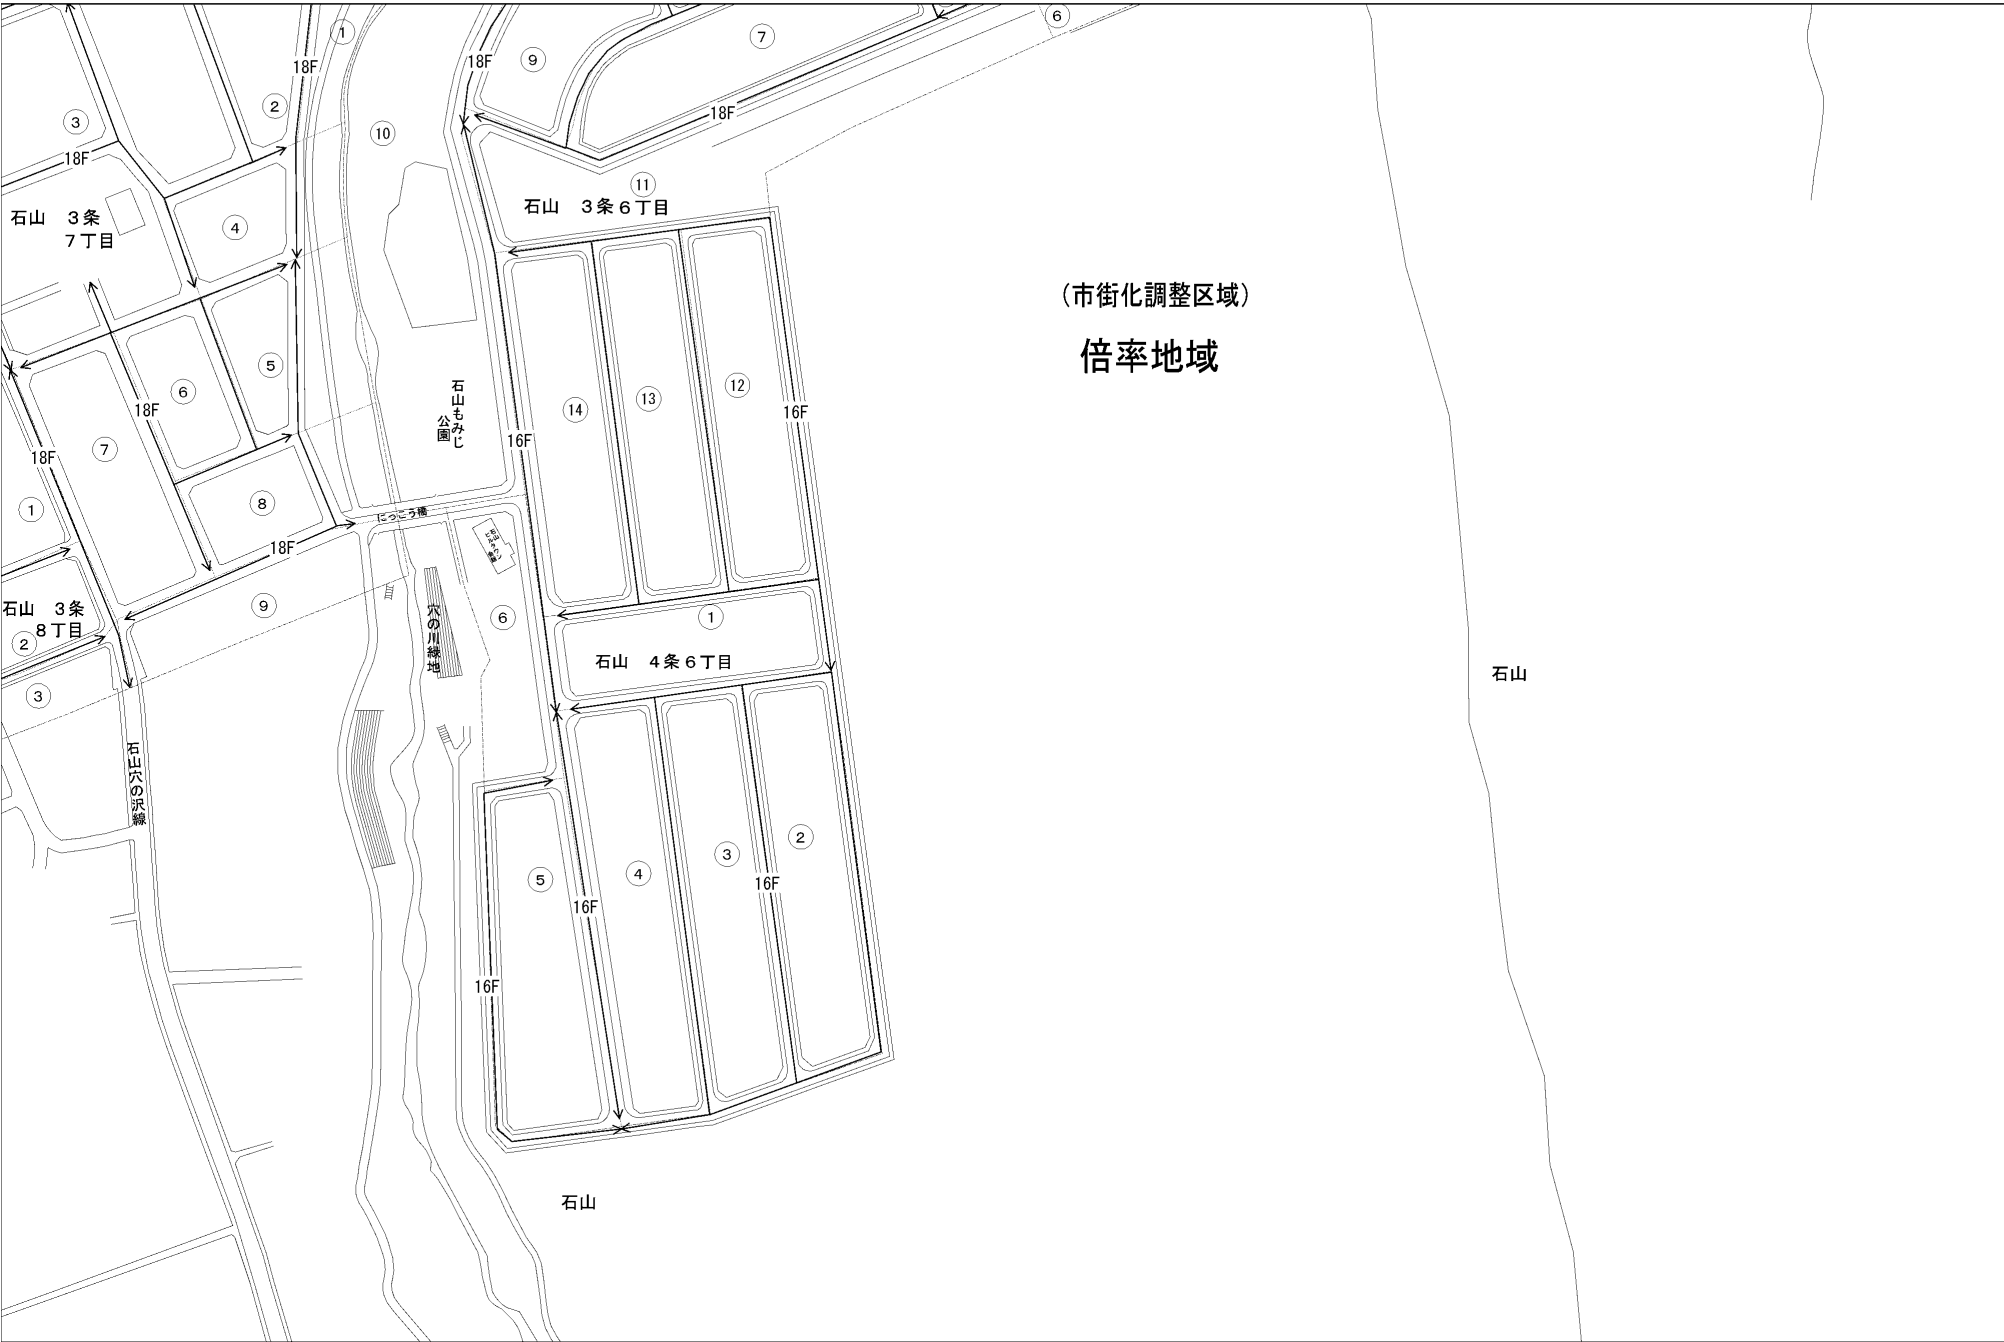 ①
⑥
⑦
⑨
18F
18F
②
18F
③
⑩
18F
⑪
石山 3条6丁目
石山 3条
7丁目
④
(市街化調整区域)
倍率地域
⑤
⑥
⑫
⑬
⑭
16F
18F
16F
石山もみじ
公園
⑦
18F
⑧
①
にっこう橋
18F
⑨
石山 3条
8丁目
②
穴の川緑地
⑥
①
石山 4条6丁目
石山
③
石山穴の沢線
②
③
④
⑤
16F
16F
16F
石山